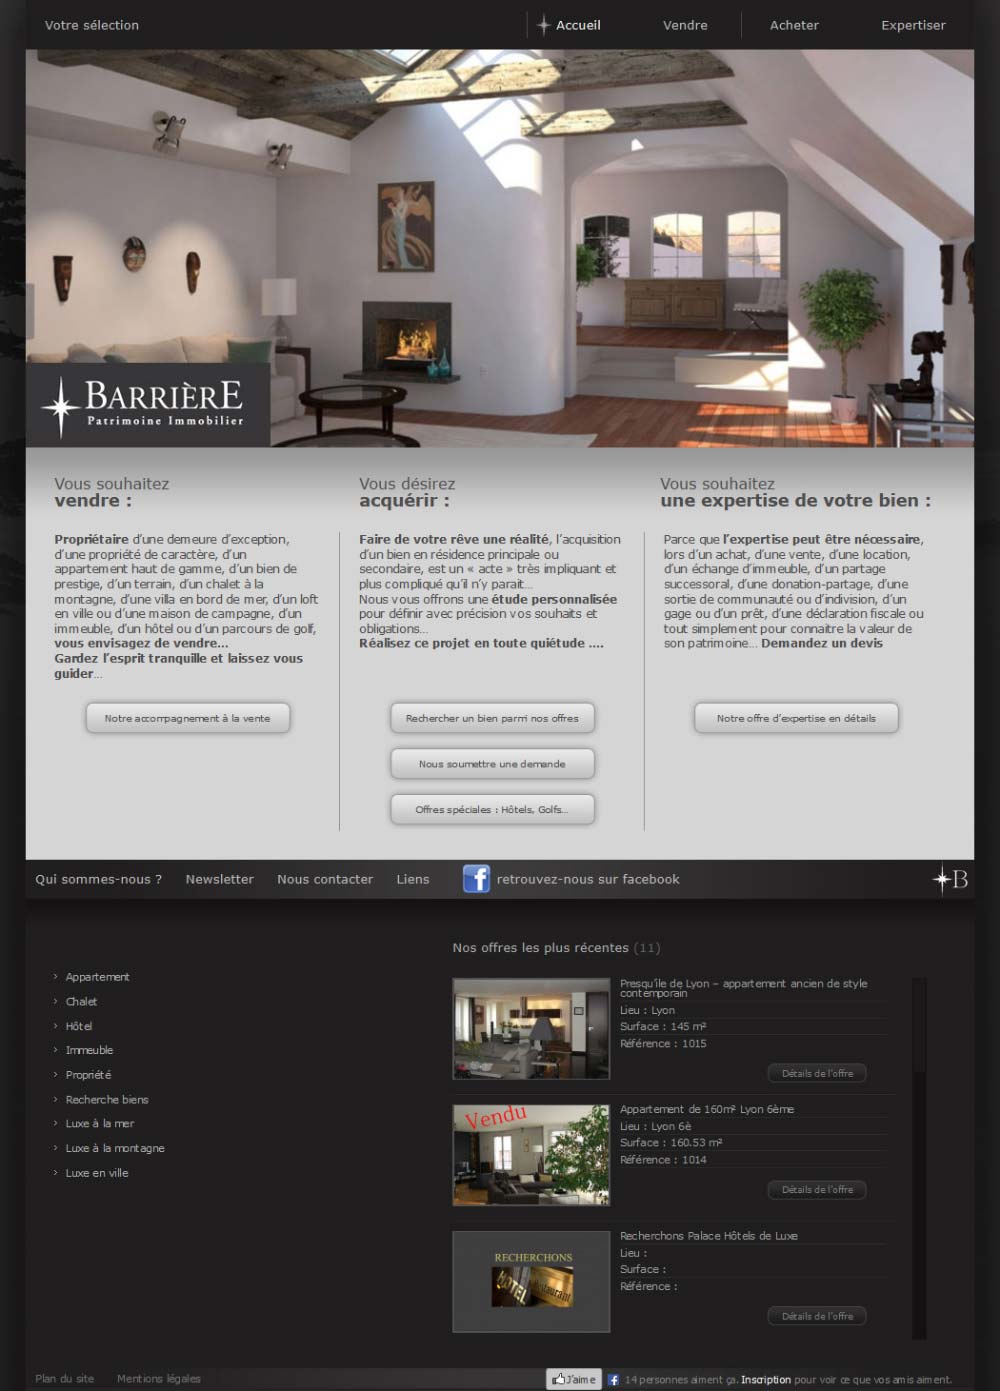 Votre sélection
Accueil
Vendre
Acheter
Expertiser
BARRIÈRE
Patrimoine Immobilier
Vous souhaitez
vendre :
Propriétaire d’une demeure d’exception,
d’une propriété de caractère, d’un
appartement haut de gamme, d’un bien de
prestige, d’un terrain, d’un chalet à la
montagne, d’une villa en bord de mer, d’un loft
en ville ou d’une maison de campagne, d’un
immeuble, d’un hôtel ou d’un parcours de golf,
vous envisagez de vendre...
Gardez l’esprit tranquille et laissez vous
guider...
Notre accompagnement à la vente
Vous désirez
acquérir :
Faire de votre rêve une réalité, l’acquisition
d’un bien en résidence principale ou
secondaire, est un « acte » très impliquant et
plus compliqué qu’il n’y parait...
Nous vous offrons une étude personnalisée
pour définir avec précision vos souhaits et
obligations...
Réalisez ce projet en toute quiétude ....
Rechercher un bien parmi nos offres
Nous soumettre une demande
Offres spéciales : Hôtels, Golfs...
Vous souhaitez
une expertise de votre bien :
Parce que l’expertise peut être nécessaire,
lors d’un achat, d’une vente, d’une location,
d’un échange d’immeuble, d’un partage
successoral, d’une donation-partage, d’une
sortie de communauté ou d’indivision, d’un
gage ou d’un prêt, d’une déclaration fiscale ou
tout simplement pour connaitre la valeur de
son patrimoine... Demandez un devis
Notre offre d’expertise en détails
Qui sommes-nous ?
Newsletter
Nous contacter
Liens
f
retrouvez-nous sur facebook
B
› Appartement
› Chalet
› Hôtel
› Immeuble
› Propriété
› Recherche biens
› Luxe à la mer
› Luxe à la montagne
› Luxe en ville
Nos offres les plus récentes (11)
Presqu’île de Lyon – appartement ancien de style
contemporain
Lieu : Lyon
Surface : 145 m²
Référence : 1015
Détails de l’offre
Vendu
Appartement de 160m² Lyon 6ème
Lieu : Lyon 6è
Surface : 160.53 m²
Référence : 1014
Détails de l’offre
RECHERCHONS
HOTEL
Restaurant
Recherchons Palace Hôtels de Luxe
Lieu :
Surface :
Référence :
Détails de l’offre
Plan du site
Mentions légales
J’aime
f
14 personnes aiment ça. Inscription pour voir ce que vos amis aiment.